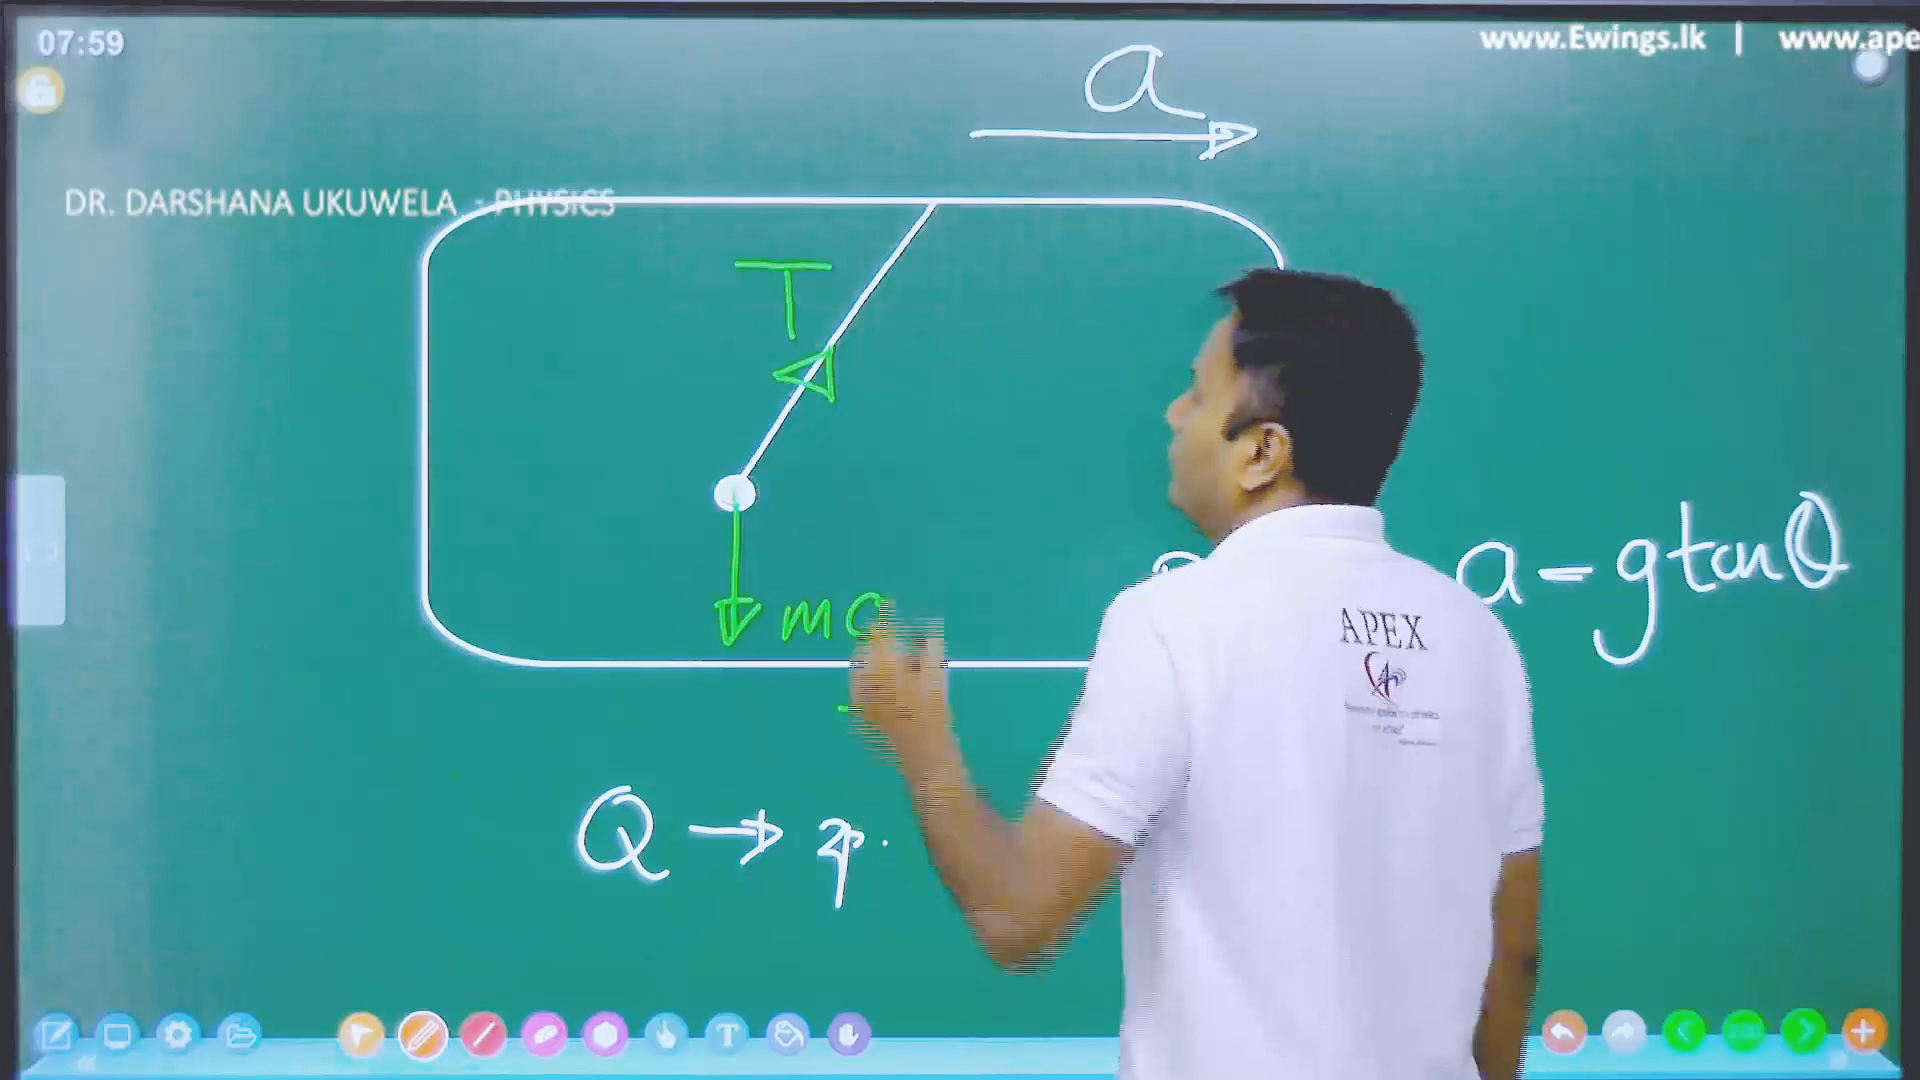 07:59
www.Ewings.lk | www.ape
a
DR. DARSHANA UKUWELA - PHYSICS
T
a = g tan θ
APEX
mg
Q → p.
T